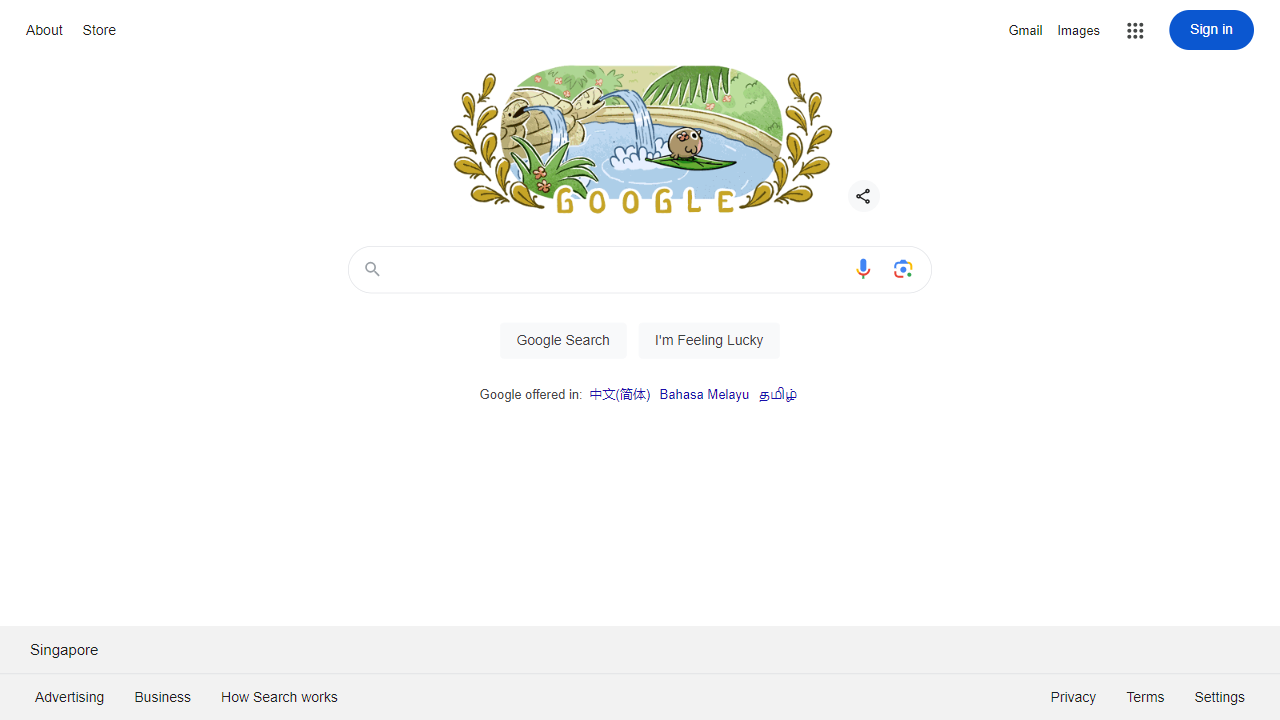 About Store Gmail Images Sign in
GOOGLE
Google Search I'm Feeling Lucky
Google offered in: 中文(简体) Bahasa Melayu தமிழ்
Singapore
Advertising Business How Search works Privacy Terms Settings